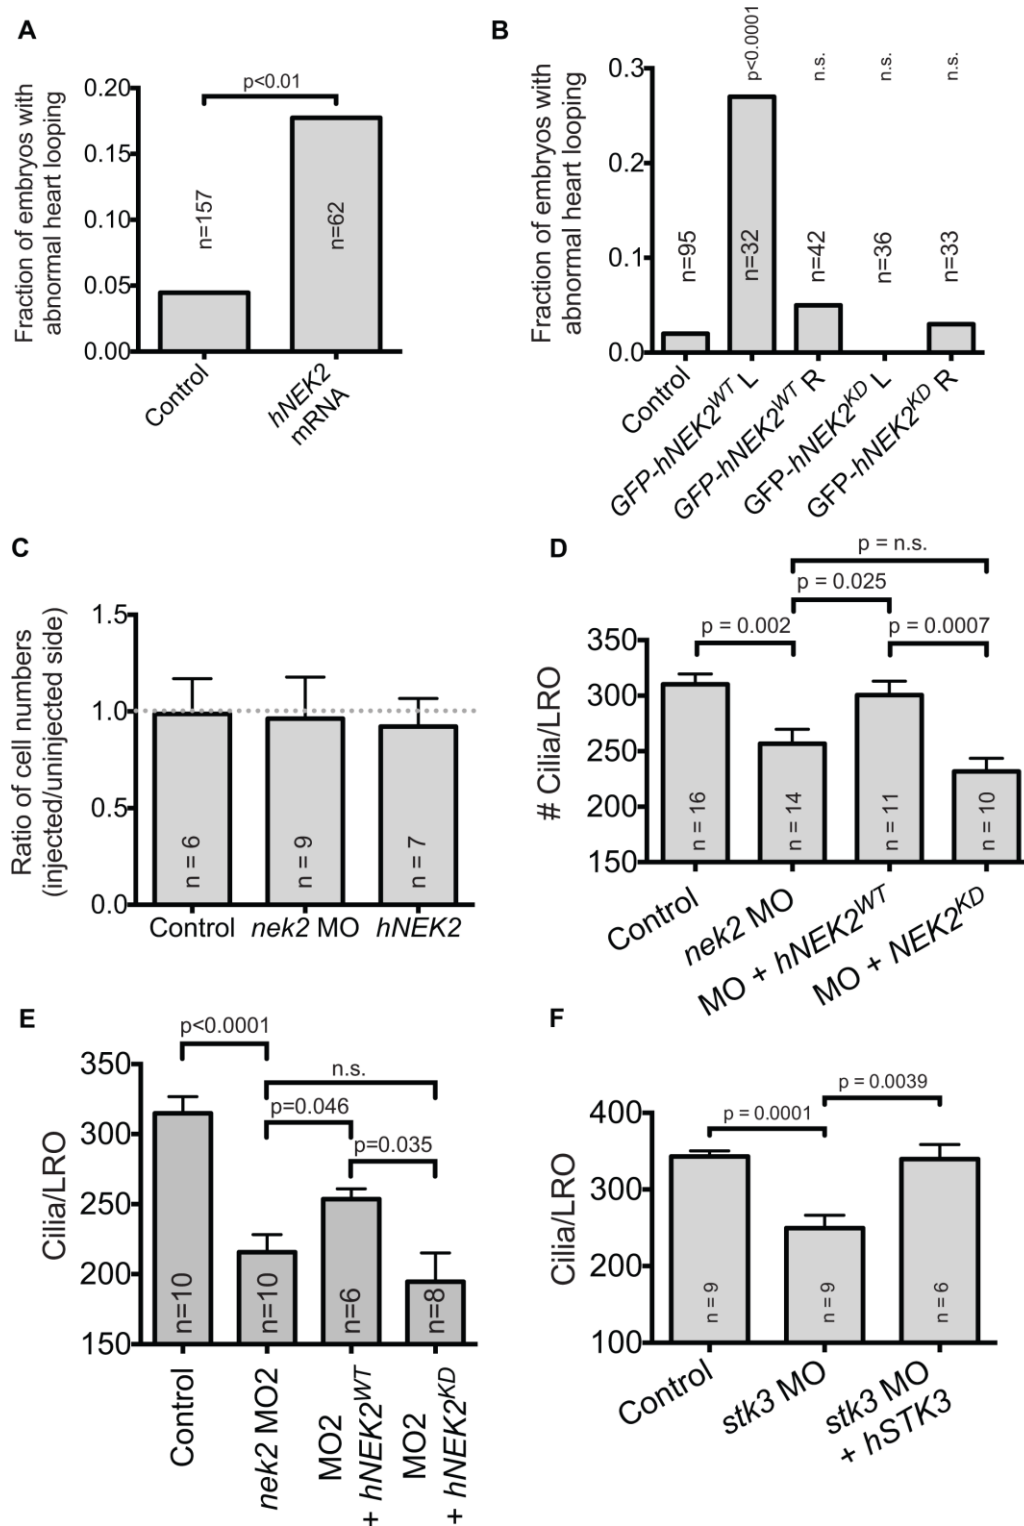 A
Fraction of embryos with
abnormal heart looping
0.20
0.15
0.10
0.05
0.00
p<0.01
n=157
n=62
Control
hNEK2
mRNA
B
Fraction of embryos with
abnormal heart looping
0.3
0.2
0.1
0.0
p<0.0001
n.s.
n.s.
n.s.
n=95
n=32
n=42
n=36
n=33
Control
GFP-hNEK2WT L
GFP-hNEK2WT R
GFP-hNEK2KD L
GFP-hNEK2KD R
C
Ratio of cell numbers
(injected/uninjected side)
1.5
1.0
0.5
0.0
n = 6
n = 9
n = 7
Control
nek2 MO
hNEK2
D
# Cilia/LRO
350
300
250
200
150
p = n.s.
p = 0.025
p = 0.002
p = 0.0007
n = 16
n = 14
n = 11
n = 10
Control
nek2 MO
MO + hNEK2WT
MO + NEK2KD
E
Cilia/LRO
350
300
250
200
150
p<0.0001
n.s.
p=0.046
p=0.035
n=10
n=10
n=6
n=8
Control
nek2 MO2
MO2
+ hNEK2WT
MO2
+ hNEK2KD
F
Cilia/LRO
400
300
200
100
p = 0.0039
p = 0.0001
n = 9
n = 9
n = 6
Control
stk3 MO
stk3 MO
+ hSTK3